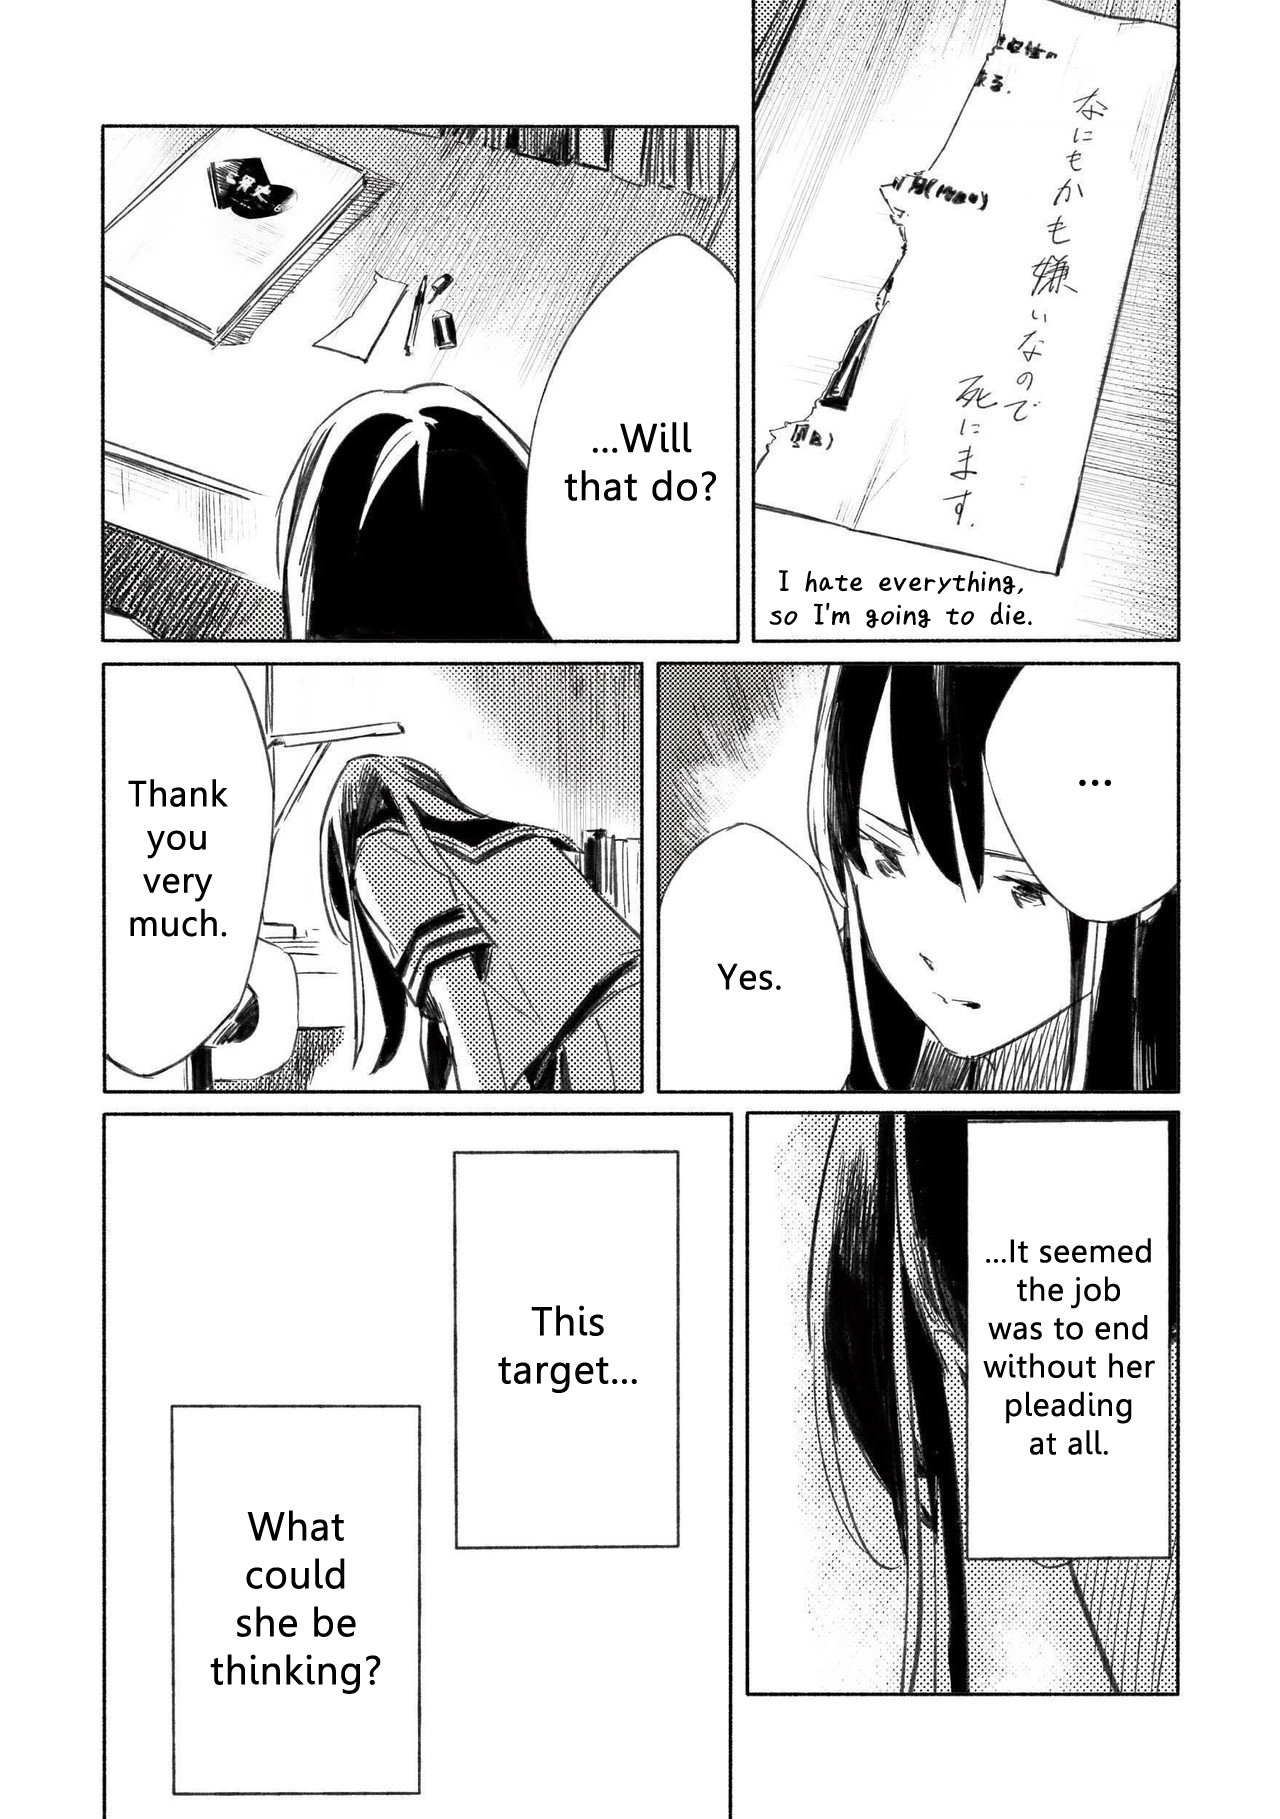 なにもかも嫌いなので
死にます.
来る.
I hate everything,
so I'm going to die.
...Will
that do?
...
Yes.
Thank
you
very
much.
...It seemed
the job
was to end
without her
pleading
at all.
This
target...
What
could
she be
thinking?